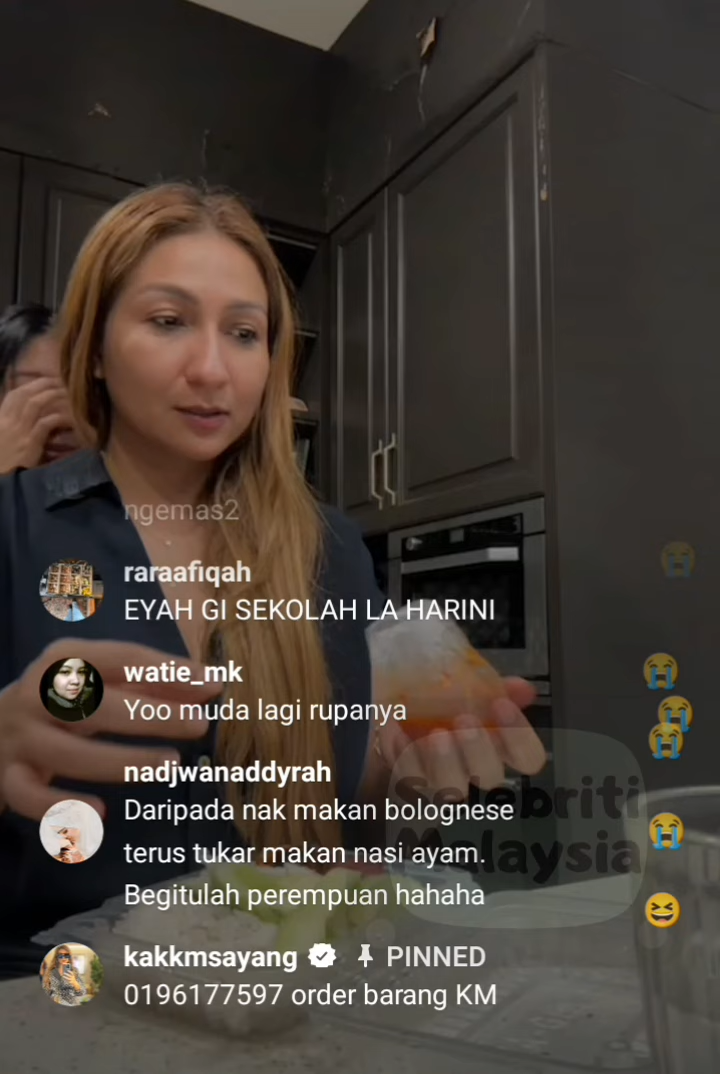 ngemas2
raraafiqah
EYAH GI SEKOLAH LA HARINI
watie_mk
Yoo muda lagi rupanya
nadjwanaddyrah
Daripada nak makan bolognese
terus tukar makan nasi ayam.
Begitulah perempuan hahaha
Selebriti
Malaysia
kakkmsayang PINNED
0196177597 order barang KM